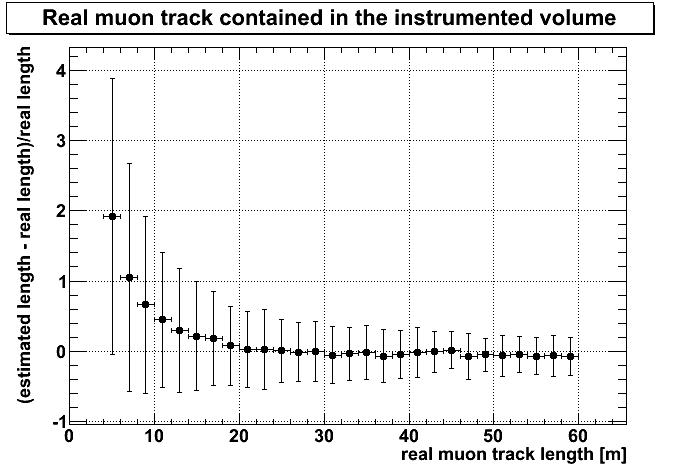 Real muon track contained in the instrumented volume
(estimated length - real length)/real length
4
3
2
1
0
-1
0 10 20 30 40 50 60
real muon track length [m]